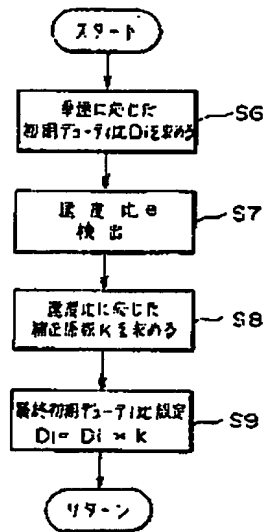 スタート
車速に応じた
初期デューティ比Diを求める
S6
速度比e
検出
S7
速度比に応じた
補正係数Kを求める
S8
最終初期デューティ比設定
Di= Di × K
S9
リターン